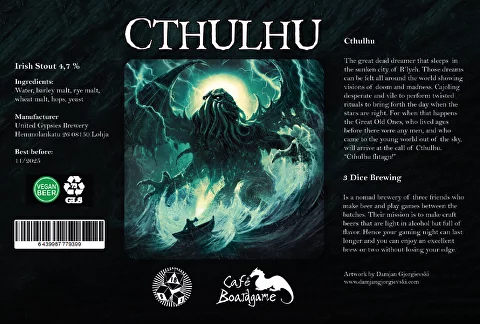 CTHULHU
Irish Stout 4,7 %
Ingredients:
Water, barley malt, rye malt,
wheat malt, hops, yeast
Manufacturer
United Gypsies Brewery
Hemmolankatu 26 08150 Lohja
Best before:
11/2025
VEGAN
BEER
GLS
6 439987 779399
Café
Boardgame
Cthulhu
The great dead dreamer that sleeps in
the sunken city of R'lyeh. Those dreams
can be felt all around the world showing
visions of doom and madness. Cajoling
desperate and vile to perform twisted
rituals to bring forth the day when the
stars are right. For when that happens
the Great Old Ones, who lived ages
before there were any men, and who
came to the young world out of the sky,
will arrive at the call of Cthulhu.
"Cthulhu fhtagn!"
3 Dice Brewing
Is a nomad brewery of three friends who
make beer and play games between the
batches. Their mission is to make craft
beers that are light in alcohol but full of
flavor. Hence your gaming night can last
longer and you can enjoy an excellent
brew or two without losing your edge.
Artwork by Damjan Gjorgievski
www.damjangjorgievski.com